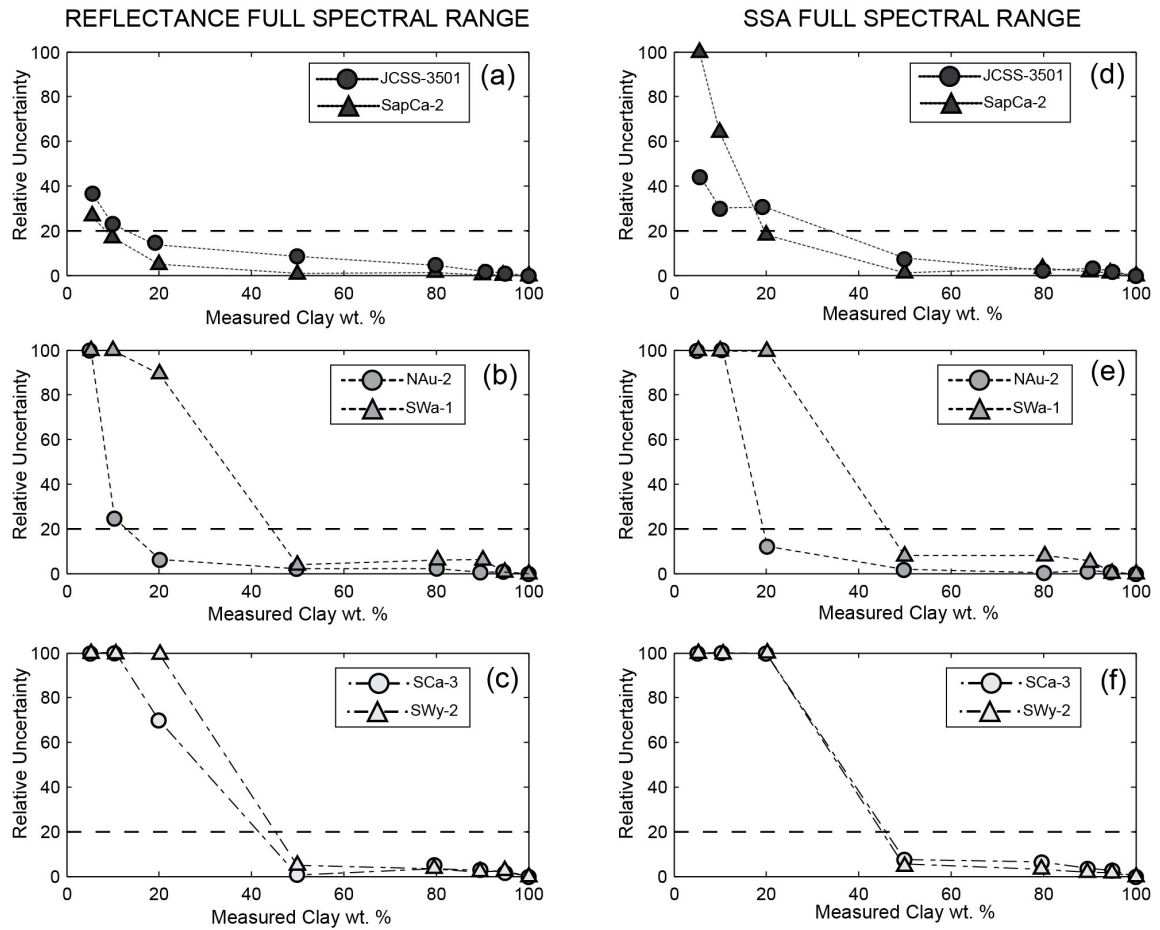 REFLECTANCE FULL SPECTRAL RANGE
SSA FULL SPECTRAL RANGE
100
80
60
40
20
0
Relative Uncertainty
JCSS-3501
SapCa-2
(a)
0 20 40 60 80 100
Measured Clay wt. %
100
80
60
40
20
0
Relative Uncertainty
JCSS-3501
SapCa-2
(d)
0 20 40 60 80 100
Measured Clay wt. %
100
80
60
40
20
0
Relative Uncertainty
NAu-2
SWa-1
(b)
0 20 40 60 80 100
Measured Clay wt. %
100
80
60
40
20
0
Relative Uncertainty
NAu-2
SWa-1
(e)
0 20 40 60 80 100
Measured Clay wt. %
100
80
60
40
20
0
Relative Uncertainty
SCa-3
SWy-2
(c)
0 20 40 60 80 100
Measured Clay wt. %
100
80
60
40
20
0
Relative Uncertainty
SCa-3
SWy-2
(f)
0 20 40 60 80 100
Measured Clay wt. %